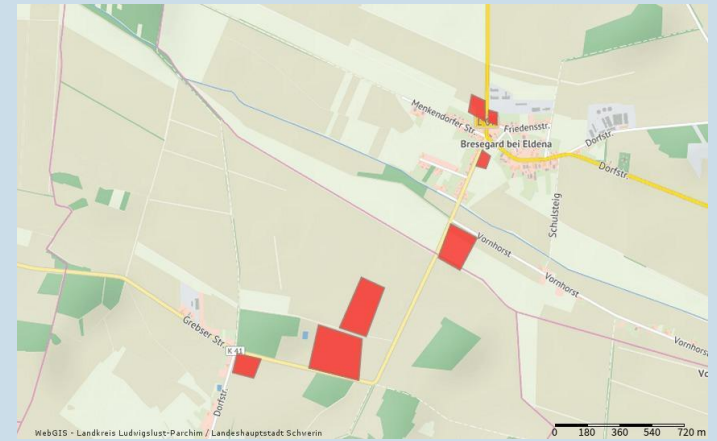 Menkendorfer Str.
Friedensstr.
Dorfstr.
Bresegard bei Eldena
Dorfstr.
Schulsteig
Vornhorst
Vornhorst
Vornhorst
Grebser Str.
K 41
Dorfstr.
WebGIS - Landkreis Ludwigslust-Parchim / Landeshauptstadt Schwerin
0 180 360 540 720 m